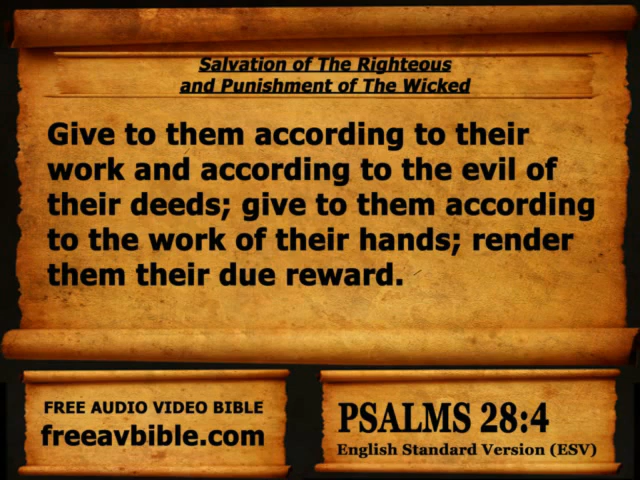 Salvation of The Righteous
and Punishment of The Wicked
Give to them according to their
work and according to the evil of
their deeds; give to them according
to the work of their hands; render
them their due reward.
FREE AUDIO VIDEO BIBLE
freeavbible.com
PSALMS 28:4
English Standard Version (ESV)